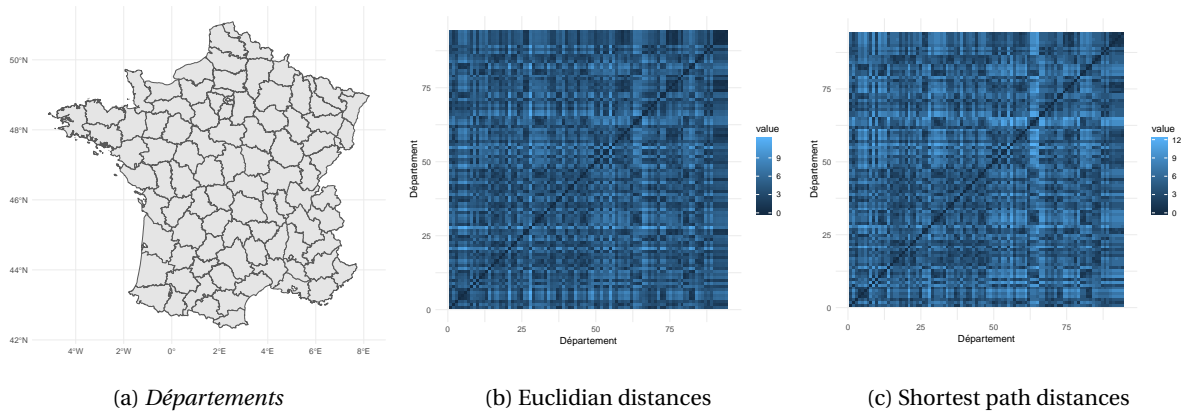 50°N
48°N
46°N
44°N
42°N
4°W
2°W
0°
2°E
4°E
6°E
8°E
(a) Départements
Département
75
50
25
0
0
25
50
75
Département
value
9
6
3
0
(b) Euclidian distances
Département
75
50
25
0
0
25
50
75
Département
value
12
9
6
3
0
(c) Shortest path distances